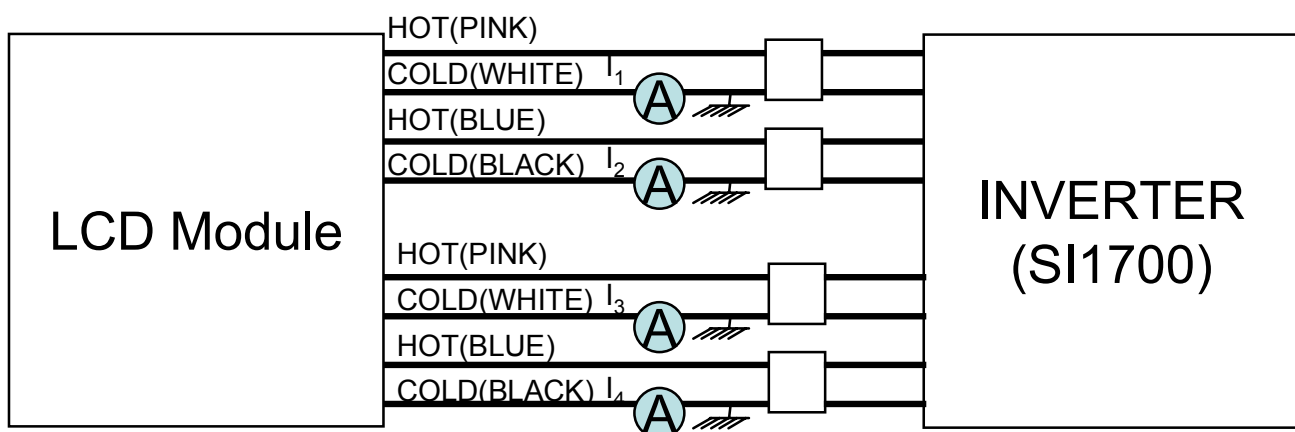 HOT(PINK)
COLD(WHITE) I₁
A
HOT(BLUE)
COLD(BLACK) I₂
A
LCD Module
INVERTER
(SI1700)
HOT(PINK)
COLD(WHITE) I₃
A
HOT(BLUE)
COLD(BLACK) I₄
A